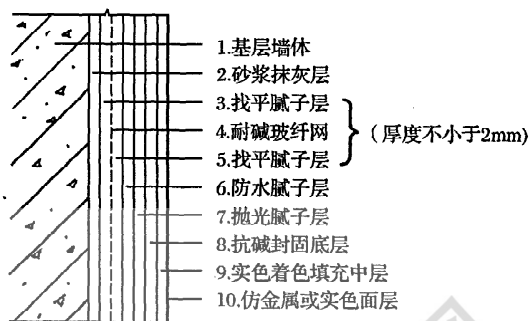 1.基层墙体
2.砂浆抹灰层
3.找平腻子层
4.耐碱玻纤网
5.找平腻子层
(厚度不小于2mm)
6.防水腻子层
7.抛光腻子层
8.抗碱封固底层
9.实色着色填充中层
10.仿金属或实色面层